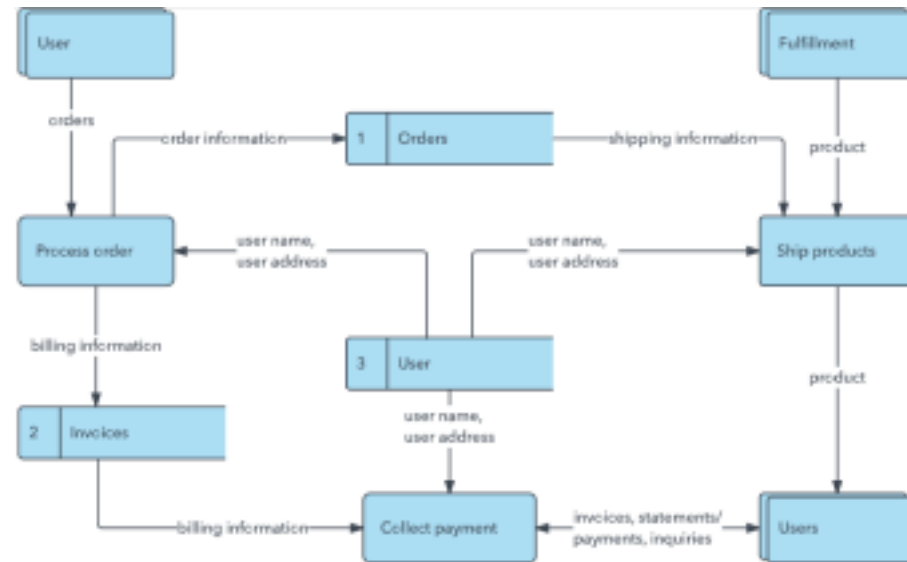 User
Fulfillment
orders
order information
1 Orders
shipping information
product
Process order
user name,
user address
user name,
user address
Ship products
billing information
3 User
product
2 Invoices
user name,
user address
billing information
Collect payment
invoices, statements/
payments, inquiries
Users